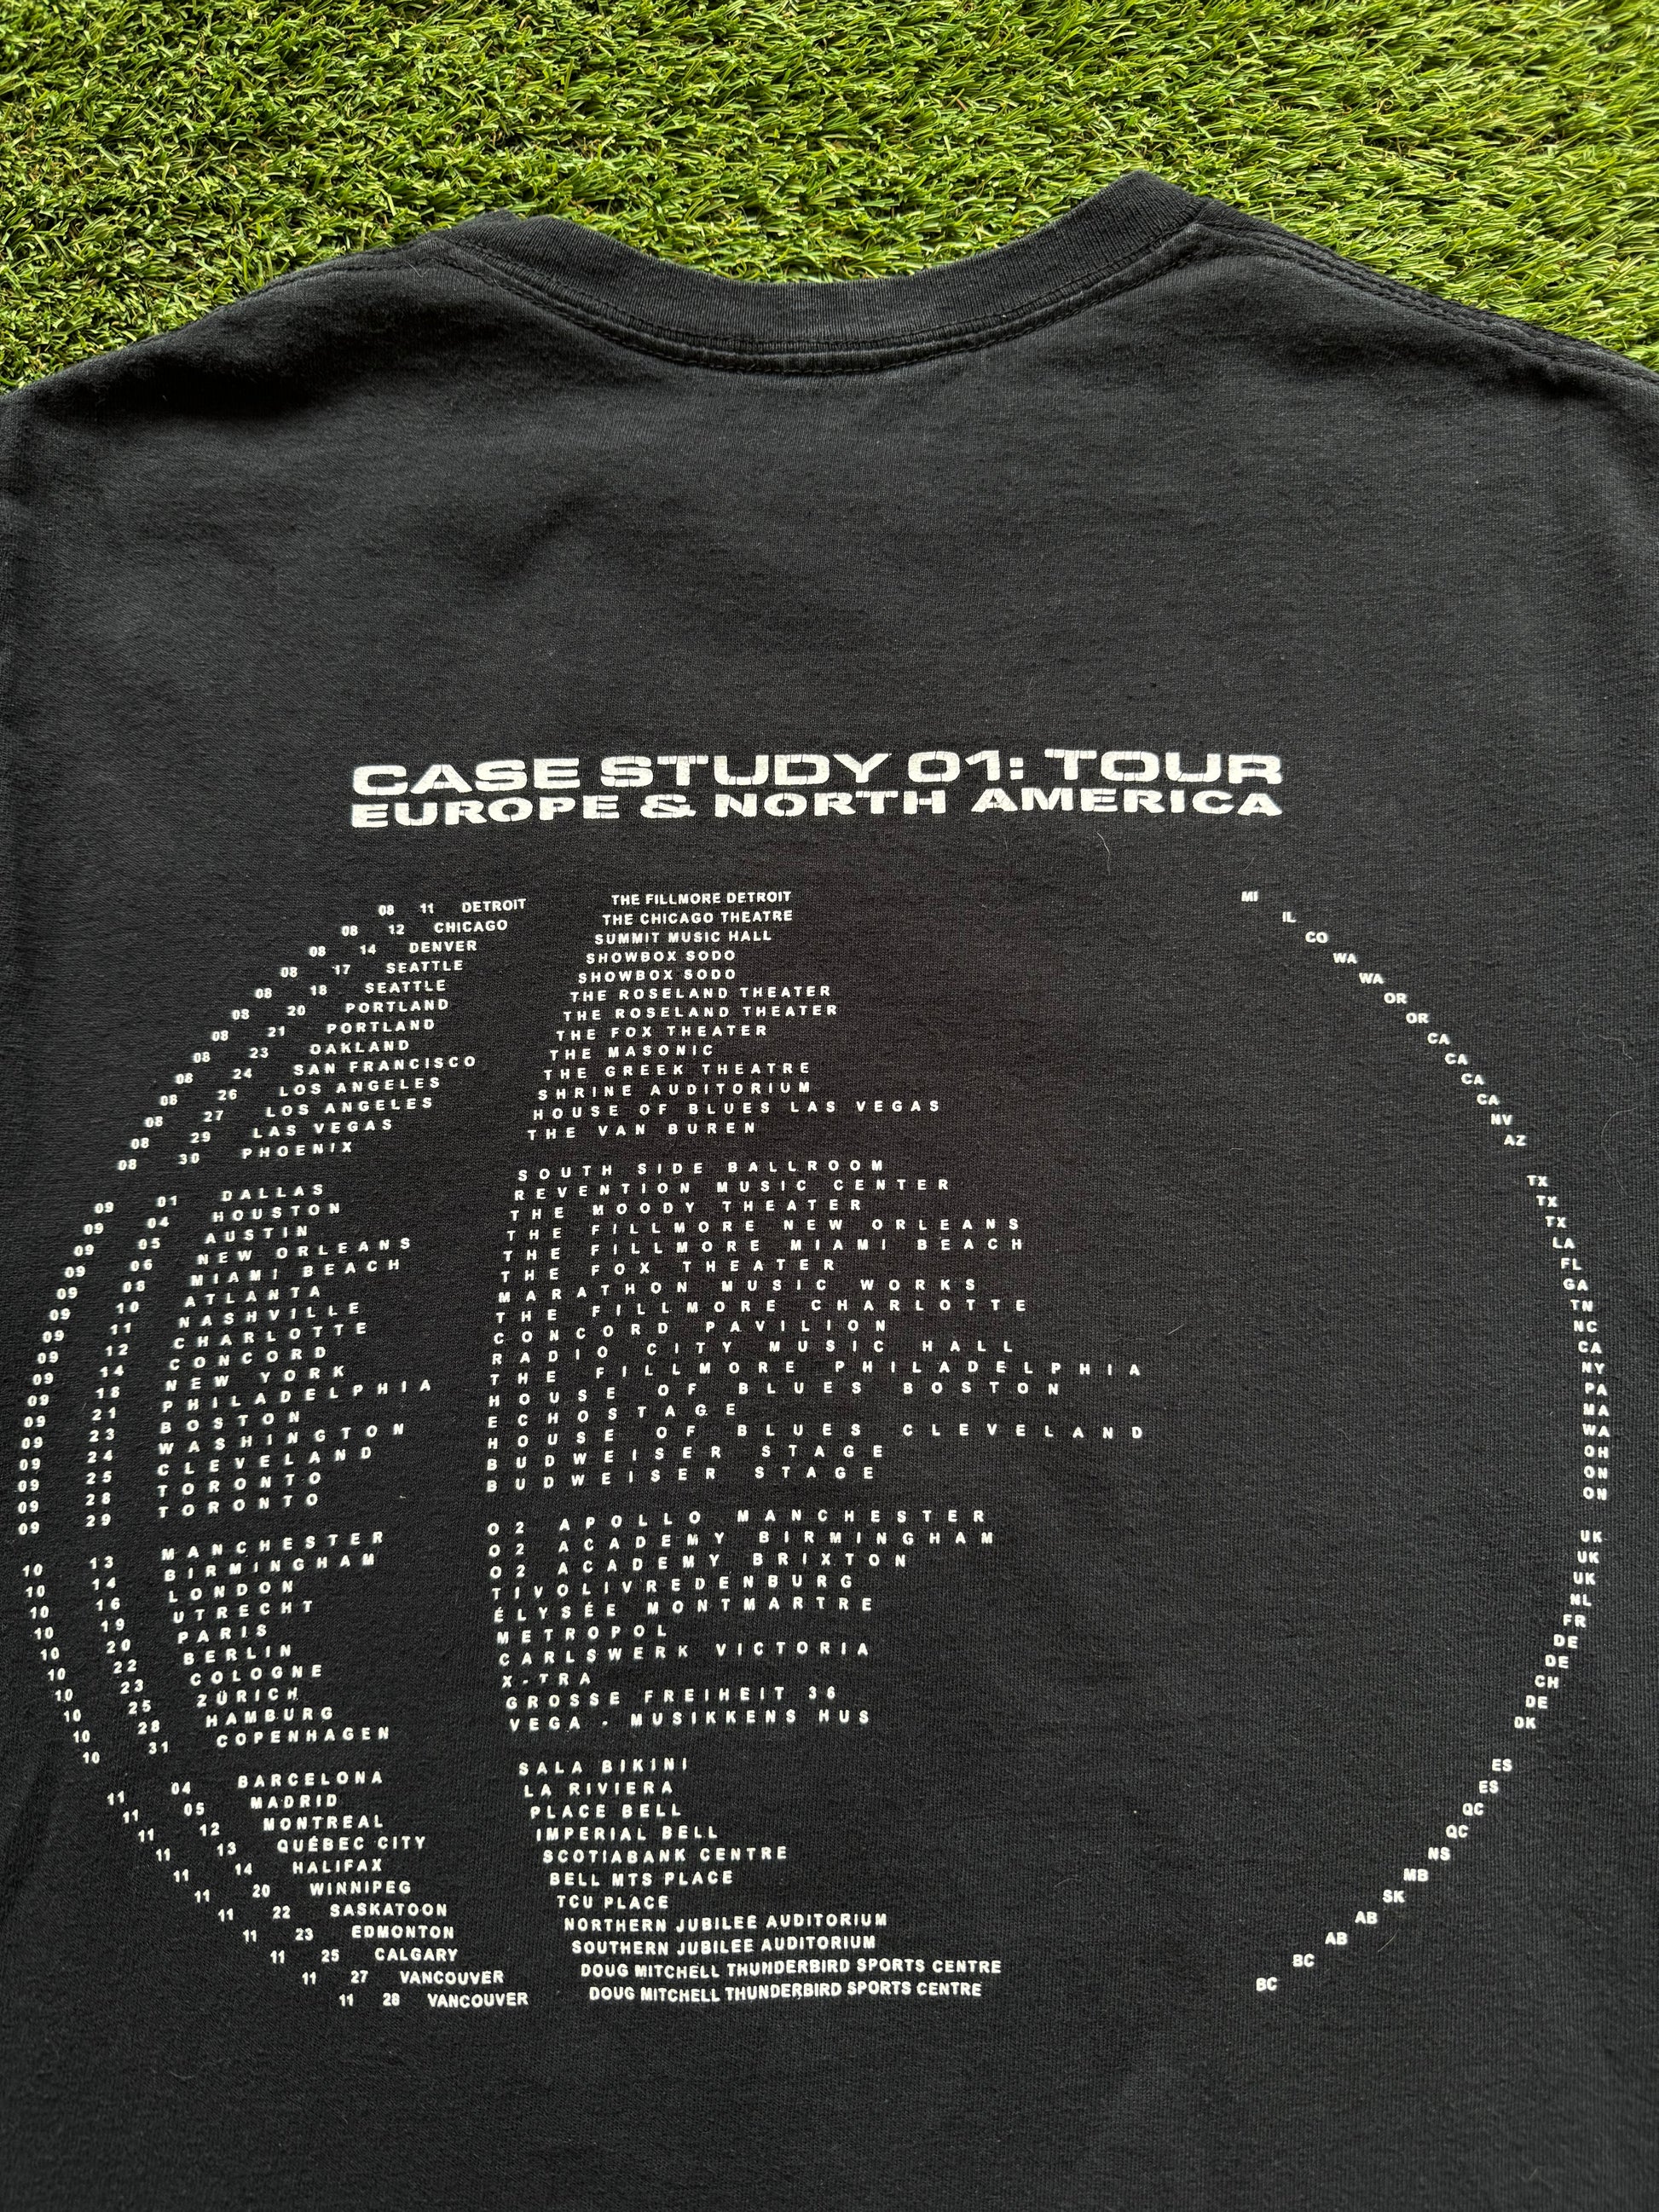 CASE STUDY 01: TOUR
EUROPE & NORTH AMERICA
08 11 DETROIT THE FILLMORE DETROIT MI
08 12 CHICAGO THE CHICAGO THEATRE IL
08 14 DENVER SUMMIT MUSIC HALL CO
08 17 SEATTLE SHOWBOX SODO WA
08 18 SEATTLE SHOWBOX SODO WA
08 20 PORTLAND THE ROSELAND THEATER OR
08 21 PORTLAND THE ROSELAND THEATER OR
08 23 OAKLAND THE FOX THEATER CA
08 24 SAN FRANCISCO THE MASONIC CA
08 26 LOS ANGELES THE GREEK THEATRE CA
08 27 LOS ANGELES SHRINE AUDITORIUM CA
08 29 LAS VEGAS HOUSE OF BLUES LAS VEGAS NV
08 30 PHOENIX THE VAN BUREN AZ
09 01 DALLAS SOUTH SIDE BALLROOM TX
09 04 HOUSTON REVENTION MUSIC CENTER TX
09 05 AUSTIN THE MOODY THEATER TX
09 06 NEW ORLEANS THE FILLMORE NEW ORLEANS LA
09 08 MIAMI BEACH THE FILLMORE MIAMI BEACH FL
09 10 ATLANTA THE FOX THEATER GA
09 11 NASHVILLE MARATHON MUSIC WORKS TN
09 12 CHARLOTTE THE FILLMORE CHARLOTTE NC
09 14 CONCORD CONCORD PAVILION CA
09 18 NEW YORK RADIO CITY MUSIC HALL NY
09 21 PHILADELPHIA THE FILLMORE PHILADELPHIA PA
09 23 BOSTON HOUSE OF BLUES BOSTON MA
09 24 WASHINGTON ECHOSTAGE WA
09 25 CLEVELAND HOUSE OF BLUES CLEVELAND OH
09 28 TORONTO BUDWEISER STAGE ON
09 29 TORONTO BUDWEISER STAGE ON
10 13 MANCHESTER O2 APOLLO MANCHESTER UK
10 14 BIRMINGHAM O2 ACADEMY BIRMINGHAM UK
10 16 LONDON O2 ACADEMY BRIXTON UK
10 19 UTRECHT TIVOLIVREDENBURG NL
10 20 PARIS ÉLYSÉE MONTMARTRE FR
10 22 BERLIN METROPOL DE
10 23 COLOGNE CARLSWERK VICTORIA DE
10 25 ZÜRICH X-TRA CH
10 28 HAMBURG GROSSE FREIHEIT 36 DE
10 31 COPENHAGEN VEGA - MUSIKKENS HUS DK
11 04 BARCELONA SALA BIKINI ES
11 05 MADRID LA RIVIERA ES
11 12 MONTREAL PLACE BELL QC
11 13 QUÉBEC CITY IMPERIAL BELL QC
11 14 HALIFAX SCOTIABANK CENTRE NS
11 20 WINNIPEG BELL MTS PLACE MB
11 22 SASKATOON TCU PLACE SK
11 23 EDMONTON NORTHERN JUBILEE AUDITORIUM AB
11 25 CALGARY SOUTHERN JUBILEE AUDITORIUM AB
11 27 VANCOUVER DOUG MITCHELL THUNDERBIRD SPORTS CENTRE BC
11 28 VANCOUVER DOUG MITCHELL THUNDERBIRD SPORTS CENTRE BC